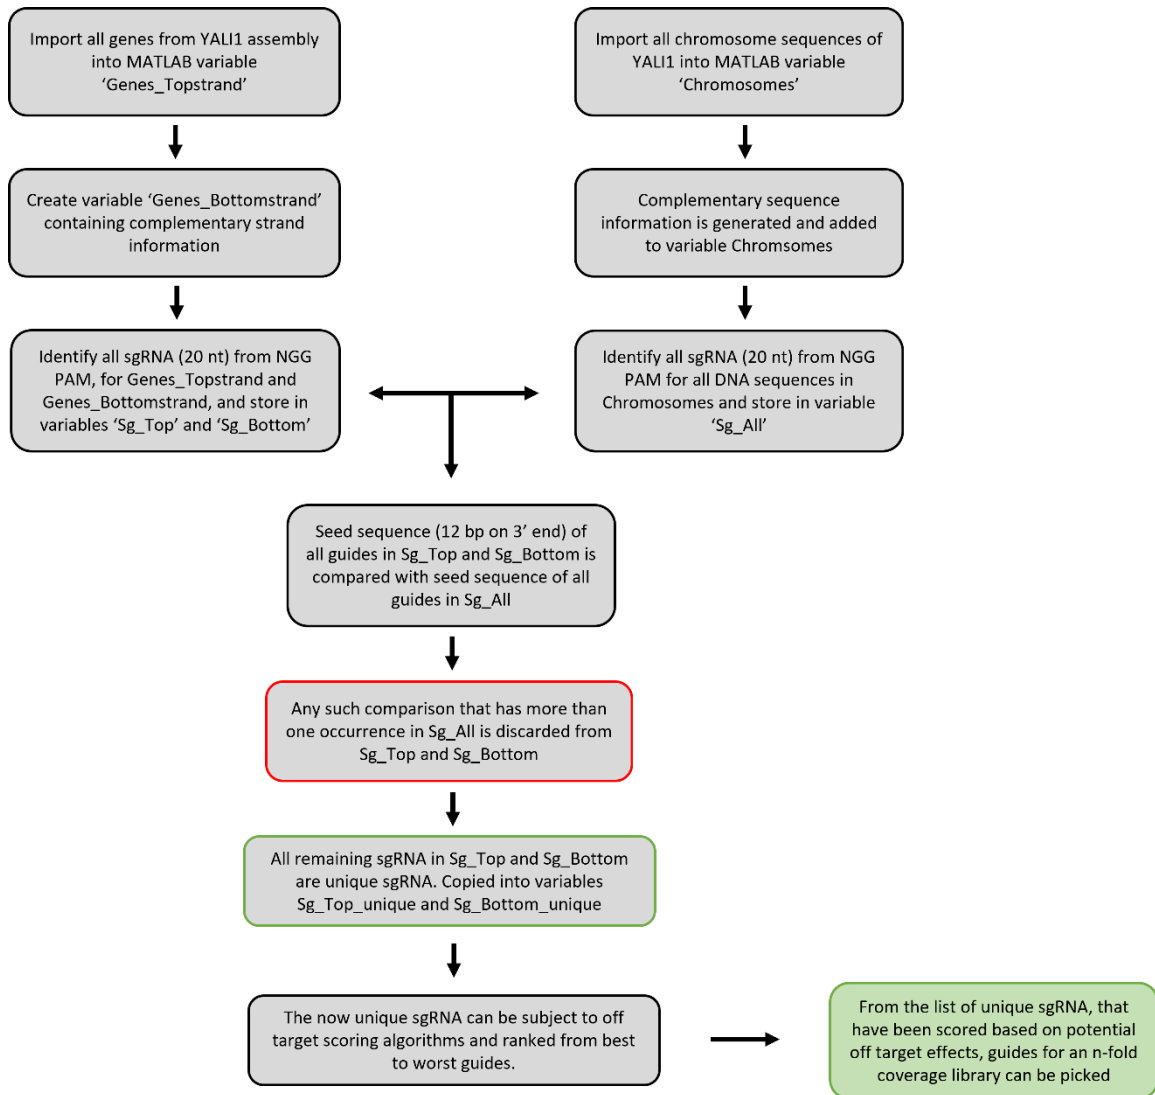 Import all genes from YALI1 assembly
into MATLAB variable
‘Genes_Topstrand’
Import all chromosome sequences of
YALI1 into MATLAB variable
‘Chromosomes’
Create variable ‘Genes_Bottomstrand’
containing complementary strand
information
Complementary sequence
information is generated and added
to variable Chromsomes
Identify all sgRNA (20 nt) from NGG
PAM, for Genes_Topstrand and
Genes_Bottomstrand, and store in
variables ‘Sg_Top’ and ‘Sg_Bottom’
Identify all sgRNA (20 nt) from NGG
PAM for all DNA sequences in
Chromosomes and store in variable
‘Sg_All’
Seed sequence (12 bp on 3’ end) of
all guides in Sg_Top and Sg_Bottom is
compared with seed sequence of all
guides in Sg_All
Any such comparison that has more than
one occurrence in Sg_All is discarded from
Sg_Top and Sg_Bottom
All remaining sgRNA in Sg_Top and Sg_Bottom
are unique sgRNA. Copied into variables
Sg_Top_unique and Sg_Bottom_unique
The now unique sgRNA can be subject to off
target scoring algorithms and ranked from best
to worst guides.
From the list of unique sgRNA, that
have been scored based on potential
off target effects, guides for an n-fold
coverage library can be picked